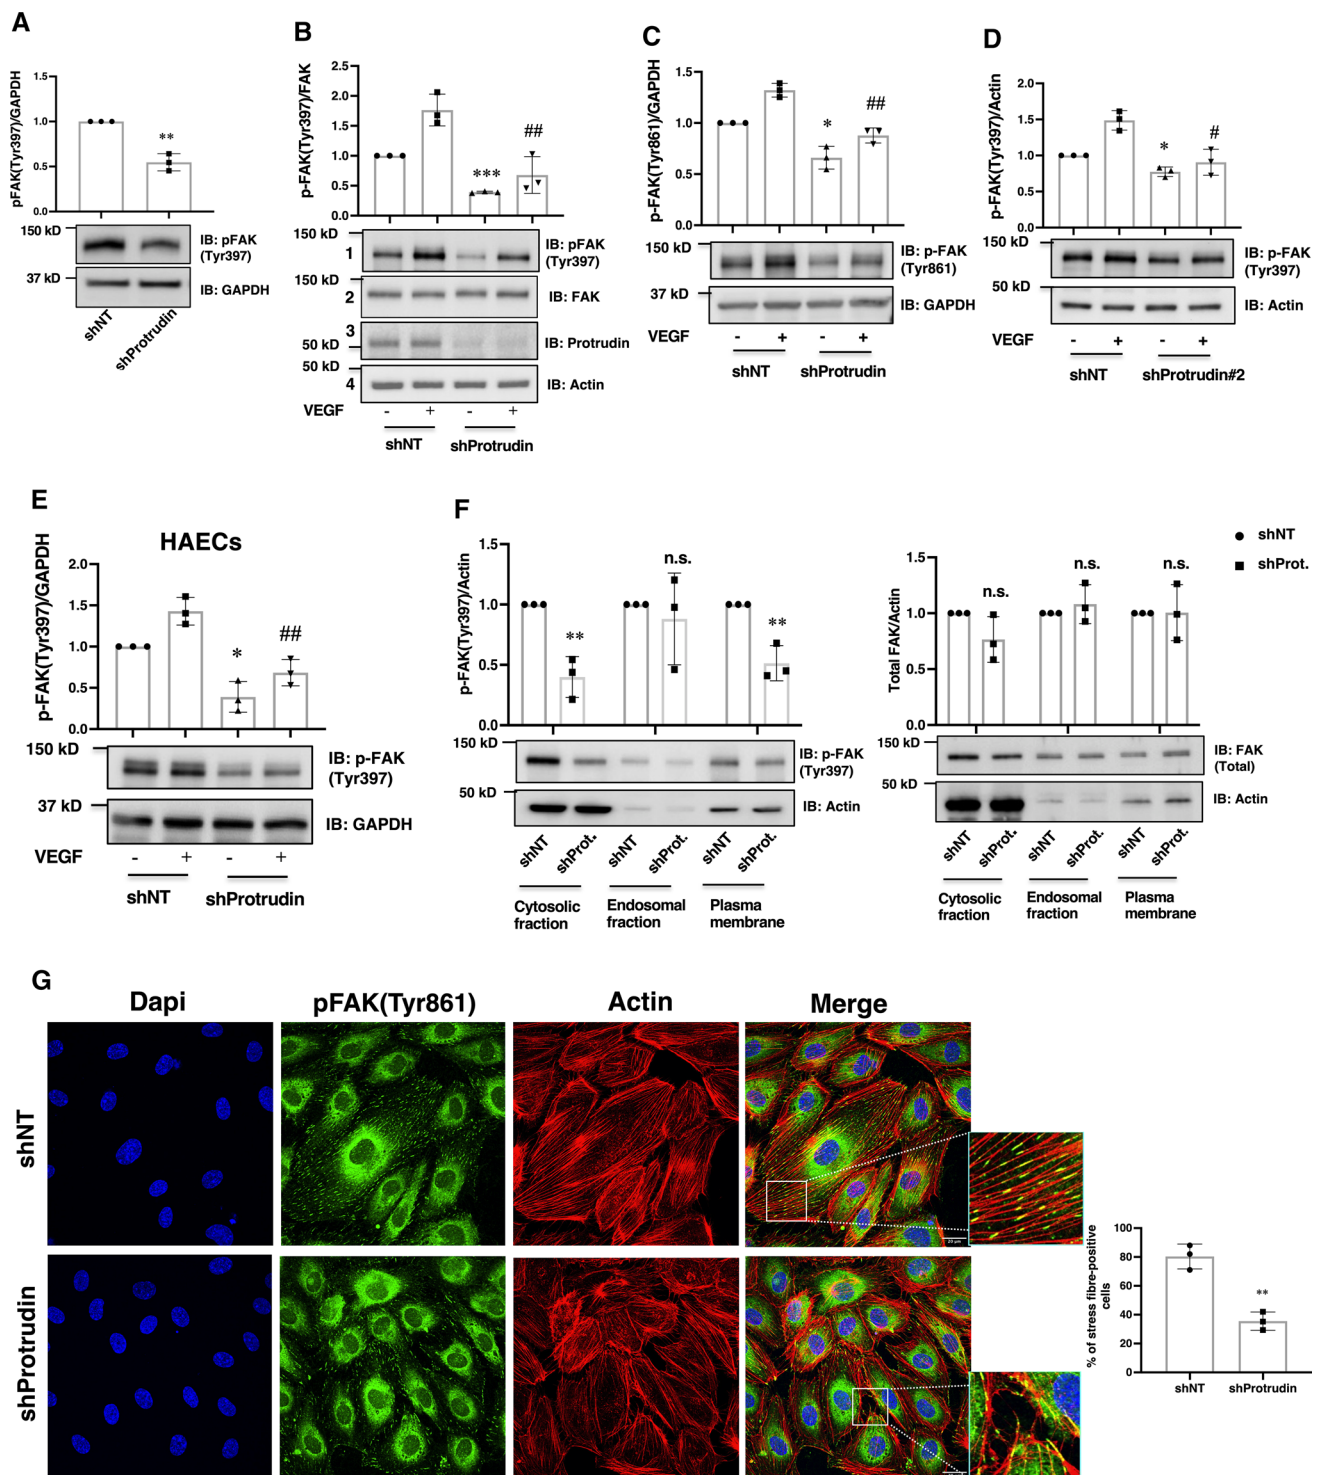 A
pFAK(Tyr397)/GAPDH
1.5
1.0
0.5
0.0
**
150 kD
IB: pFAK
(Tyr397)
37 kD
IB: GAPDH
shNT
shProtrudin
B
p-FAK(Tyr397)/FAK
2.5
2.0
1.5
1.0
0.5
0.0
***
##
150 kD
1
IB: pFAK
(Tyr397)
150 kD
2
IB: FAK
3
50 kD
IB: Protrudin
50 kD
4
IB: Actin
VEGF - + - +
shNT shProtrudin
C
p-FAK(Tyr861)/GAPDH
1.5
1.0
0.5
0.0
*
##
150 kD
IB: p-FAK
(Tyr861)
37 kD
IB: GAPDH
VEGF - + - +
shNT shProtrudin
D
p-FAK(Tyr397)/Actin
2.0
1.5
1.0
0.5
0.0
*
#
150 kD
IB: p-FAK
(Tyr397)
50 kD
IB: Actin
VEGF - + - +
shNT shProtrudin#2
E
HAECs
p-FAK(Tyr397)/GAPDH
2.0
1.5
1.0
0.5
0.0
*
##
150 kD
IB: p-FAK
(Tyr397)
37 kD
IB: GAPDH
VEGF - + - +
shNT shProtrudin
F
p-FAK(Tyr397)/Actin
1.5
1.0
0.5
0.0
**
n.s.
**
150 kD
IB: p-FAK
(Tyr397)
50 kD
IB: Actin
shNT shProt. shNT shProt. shNT shProt.
Cytosolic
fraction
Endosomal
fraction
Plasma
membrane
Total FAK/Actin
1.5
1.0
0.5
0.0
n.s.
n.s.
n.s.
shNT
shProt.
150 kD
IB: FAK
(Total)
50 kD
IB: Actin
shNT shProt. shNT shProt. shNT shProt.
Cytosolic
fraction
Endosomal
fraction
Plasma
membrane
G
Dapi pFAK(Tyr861) Actin Merge
shNT
shProtrudin
% of stress fibre-positive
cells
100
80
60
40
20
0
**
shNT shProtrudin